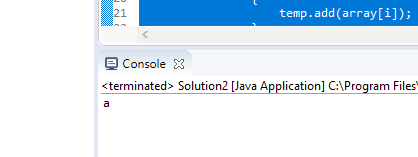 20 {
21 temp.add(array[i]);
}
Console
<terminated> Solution2 [Java Application] C:\Program Files\
a